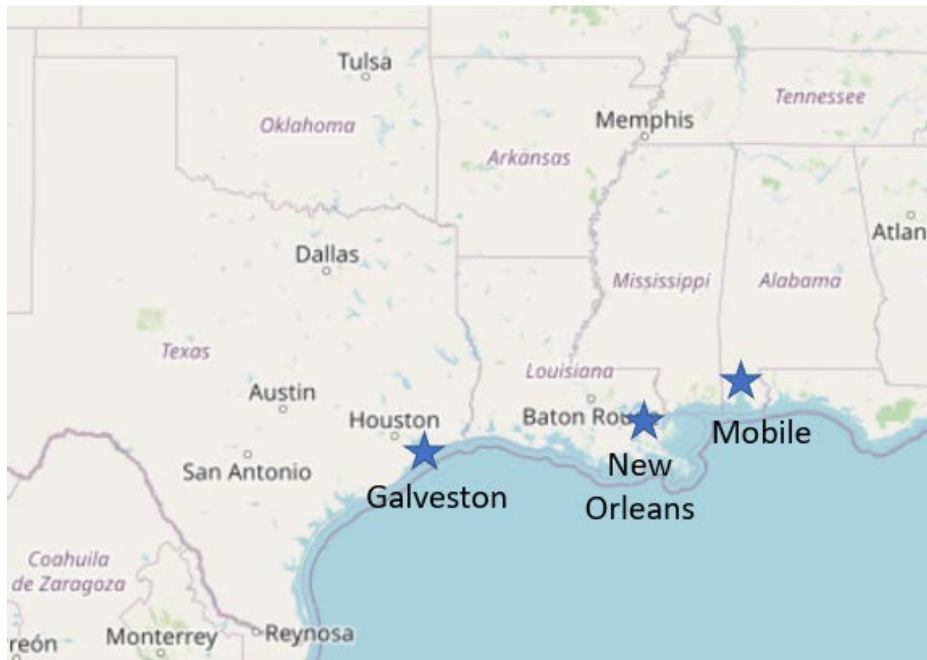 Tulsa
Oklahoma
Memphis
Tennessee
Arkansas
Atlan
Dallas
Mississippi
Alabama
Texas
Louisiana
Austin
Houston
Baton Rou
Mobile
San Antonio
Galveston
New
Orleans
Coahuila
de Zaragoza
Monterrey
Reynosa
reón